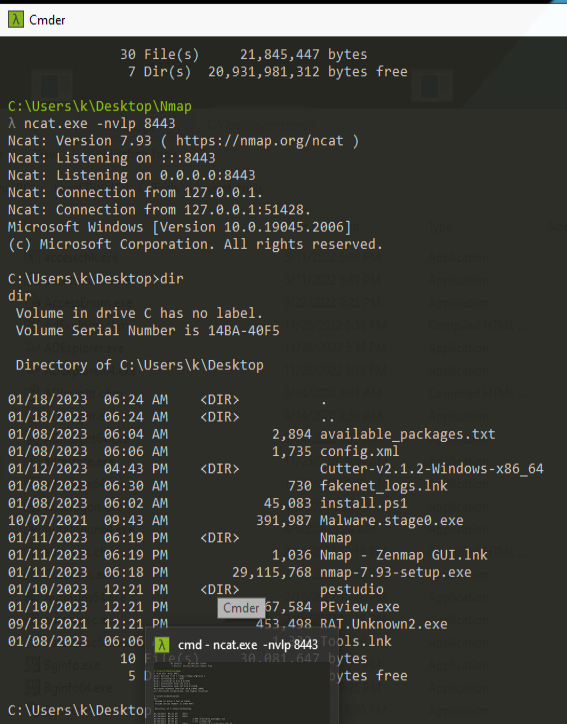 Cmder
30 File(s) 21,845,447 bytes
7 Dir(s) 20,931,981,312 bytes free
C:\Users\k\Desktop\Nmap
λ ncat.exe -nvlp 8443
Ncat: Version 7.93 ( https://nmap.org/ncat )
Ncat: Listening on :::8443
Ncat: Listening on 0.0.0.0:8443
Ncat: Connection from 127.0.0.1.
Ncat: Connection from 127.0.0.1:51428.
Microsoft Windows [Version 10.0.19045.2006]
(c) Microsoft Corporation. All rights reserved.
C:\Users\k\Desktop>dir
dir
Volume in drive C has no label.
Volume Serial Number is 14BA-40F5
Directory of C:\Users\k\Desktop
01/18/2023 06:24 AM <DIR> .
01/18/2023 06:24 AM <DIR> ..
01/08/2023 06:04 AM 2,894 available_packages.txt
01/08/2023 06:06 AM 1,735 config.xml
01/12/2023 04:43 PM <DIR> Cutter-v2.1.2-Windows-x86_64
01/08/2023 06:30 AM 730 fakenet_logs.lnk
01/08/2023 06:02 AM 45,083 install.ps1
10/07/2021 09:43 AM 391,987 Malware.stage0.exe
01/11/2023 06:19 PM <DIR> Nmap
01/11/2023 06:19 PM 1,036 Nmap - Zenmap GUI.lnk
01/11/2023 06:18 PM 29,115,768 nmap-7.93-setup.exe
01/10/2023 12:21 PM <DIR> pestudio
01/10/2023 12:21 PM 67,584 PEview.exe
Cmder
09/18/2021 12:21 PM 453,498 RAT.Unknown2.exe
01/08/2023 06:06
cmd - ncat.exe -nvlp 8443
10 File(s) 30,081,647 bytes
5
C:\Users\k\Desktop